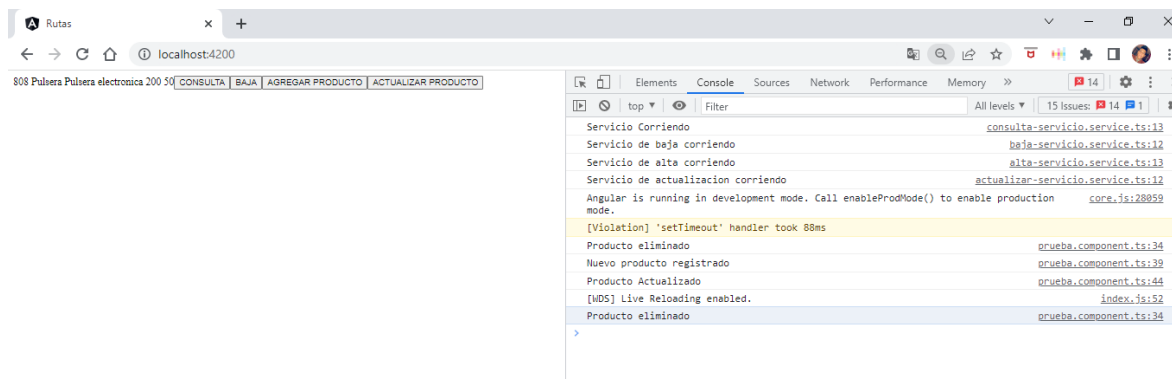 Rutas
localhost:4200
808 Pulsera Pulsera electronica 200 50 CONSULTA BAJA AGREGAR PRODUCTO ACTUALIZAR PRODUCTO
Elements Console Sources Network Performance Memory » 14
top ▼ Filter All levels ▼ 15 Issues: 14 1
Servicio Corriendo consulta-servicio.service.ts:13
Servicio de baja corriendo baja-servicio.service.ts:12
Servicio de alta corriendo alta-servicio.service.ts:13
Servicio de actualizacion corriendo actualizar-servicio.service.ts:12
Angular is running in development mode. Call enableProdMode() to enable production core.js:28059
mode.
[Violation] 'setTimeout' handler took 88ms
Producto eliminado prueba.component.ts:34
Nuevo producto registrado prueba.component.ts:39
Producto Actualizado prueba.component.ts:44
[WDS] Live Reloading enabled. index.js:52
Producto eliminado prueba.component.ts:34